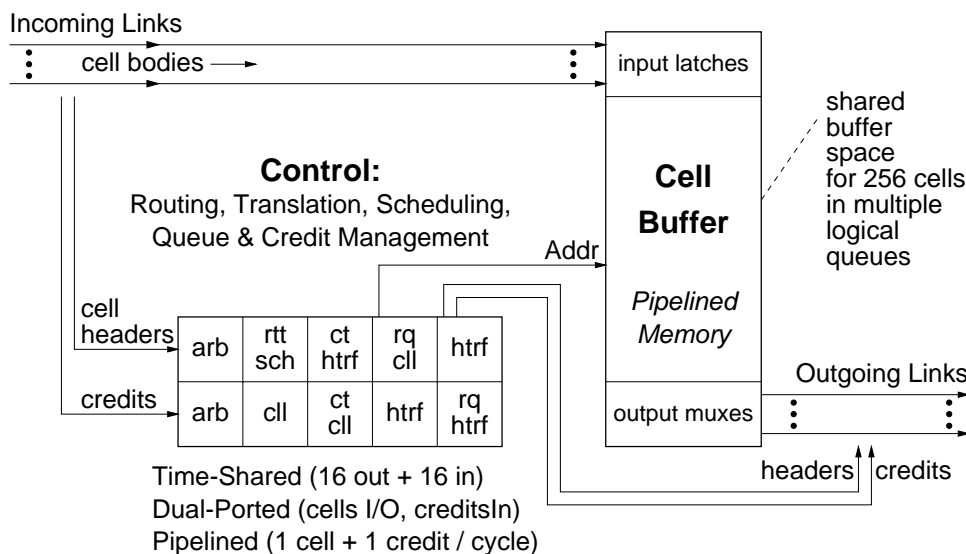 Incoming Links
cell bodies
input latches
shared
buffer
space
for 256 cells
in multiple
logical
queues
Control:
Routing, Translation, Scheduling,
Queue & Credit Management
Cell
Buffer
Pipelined
Memory
Addr
cell
headers
arb
rtt
sch
ct
htrf
rq
cll
htrf
credits
arb
cll
ct
cll
htrf
rq
htrf
output muxes
Outgoing Links
headers
credits
Time-Shared (16 out + 16 in)
Dual-Ported (cells I/O, creditsIn)
Pipelined (1 cell + 1 credit / cycle)